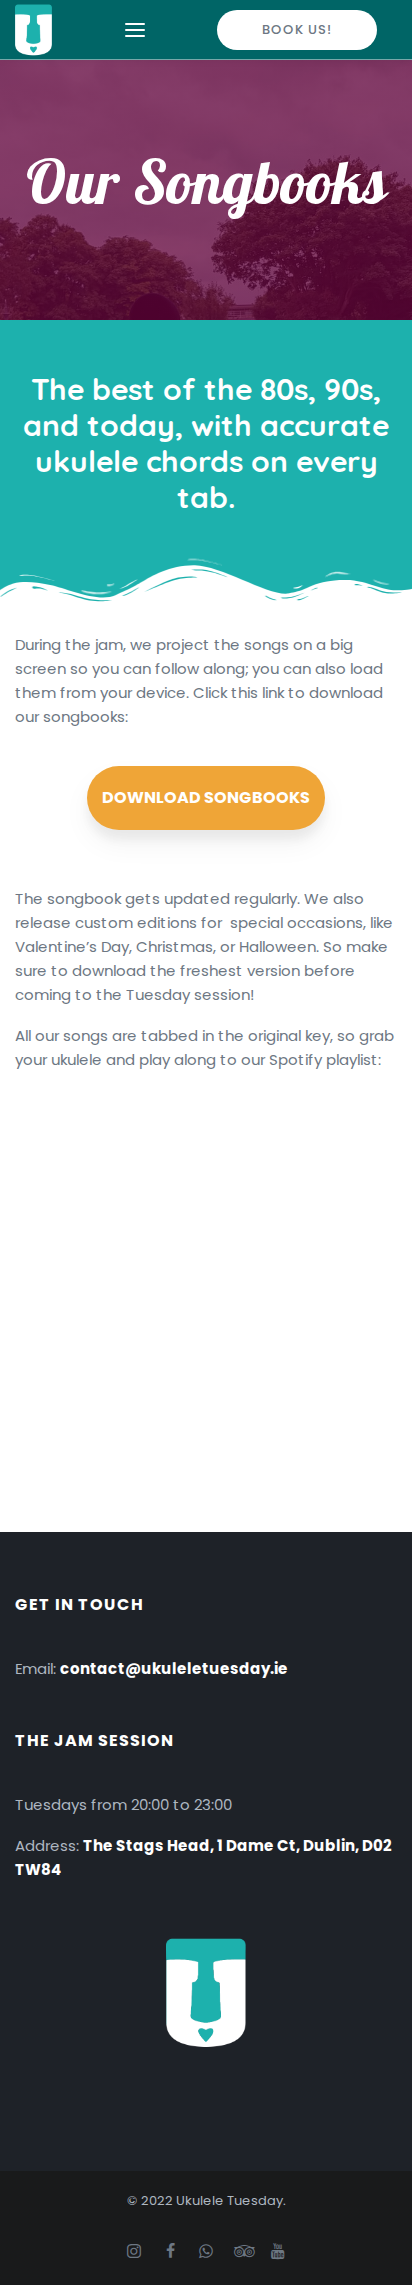 BOOK US!
Our Songbooks
The best of the 80s, 90s,
and today, with accurate
ukulele chords on every
tab.
During the jam, we project the songs on a big
screen so you can follow along; you can also load
them from your device. Click this link to download
our songbooks:
DOWNLOAD SONGBOOKS
The songbook gets updated regularly. We also
release custom editions for  special occasions, like
Valentine’s Day, Christmas, or Halloween. So make
sure to download the freshest version before
coming to the Tuesday session!
All our songs are tabbed in the original key, so grab
your ukulele and play along to our Spotify playlist:
GET IN TOUCH
Email: contact@ukuleletuesday.ie
THE JAM SESSION
Tuesdays from 20:00 to 23:00
Address: The Stags Head, 1 Dame Ct, Dublin, D02
TW84
© 2022 Ukulele Tuesday.
You
Tube